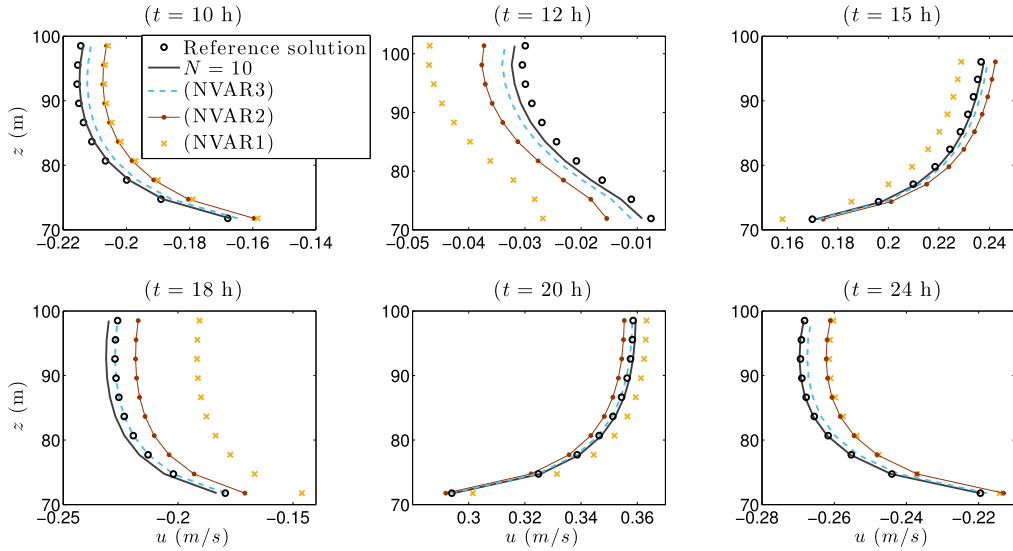 (t = 10 h) (t = 12 h) (t = 15 h)
100 100 100
90 90 90
80 80 80
70 70 70
z (m)
Reference solution
N = 10
(NVAR3)
(NVAR2)
(NVAR1)
−0.22 −0.2 −0.18 −0.16 −0.14 −0.05 −0.04 −0.03 −0.02 −0.01 0.16 0.18 0.2 0.22 0.24
(t = 18 h) (t = 20 h) (t = 24 h)
100 100 100
90 90 90
80 80 80
70 70 70
z (m)
−0.25 −0.2 −0.15 0.3 0.32 0.34 0.36 −0.28 −0.26 −0.24 −0.22
u (m/s) u (m/s) u (m/s)